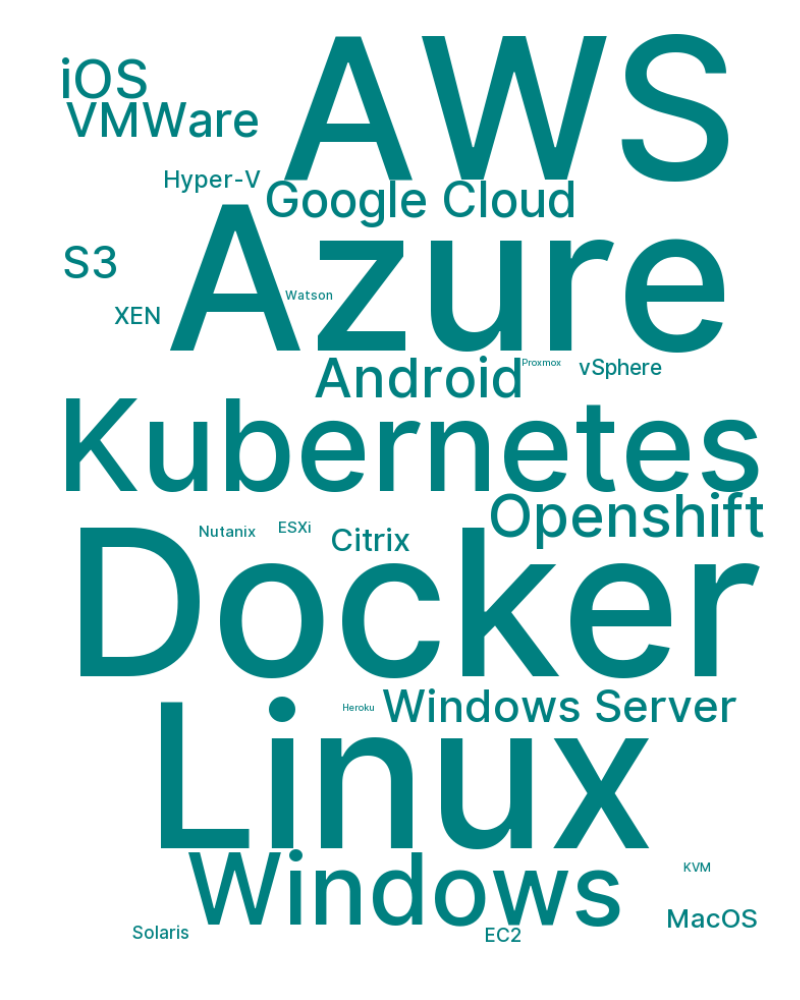 iOS
AWS
VMWare
Hyper-V
Google Cloud
S3
Azure
Watson
XEN
Android
Proxmox
vSphere
Kubernetes
Openshift
Nutanix
ESXi
Citrix
Docker
Heroku
Windows Server
Linux
Windows
KVM
MacOS
Solaris
EC2